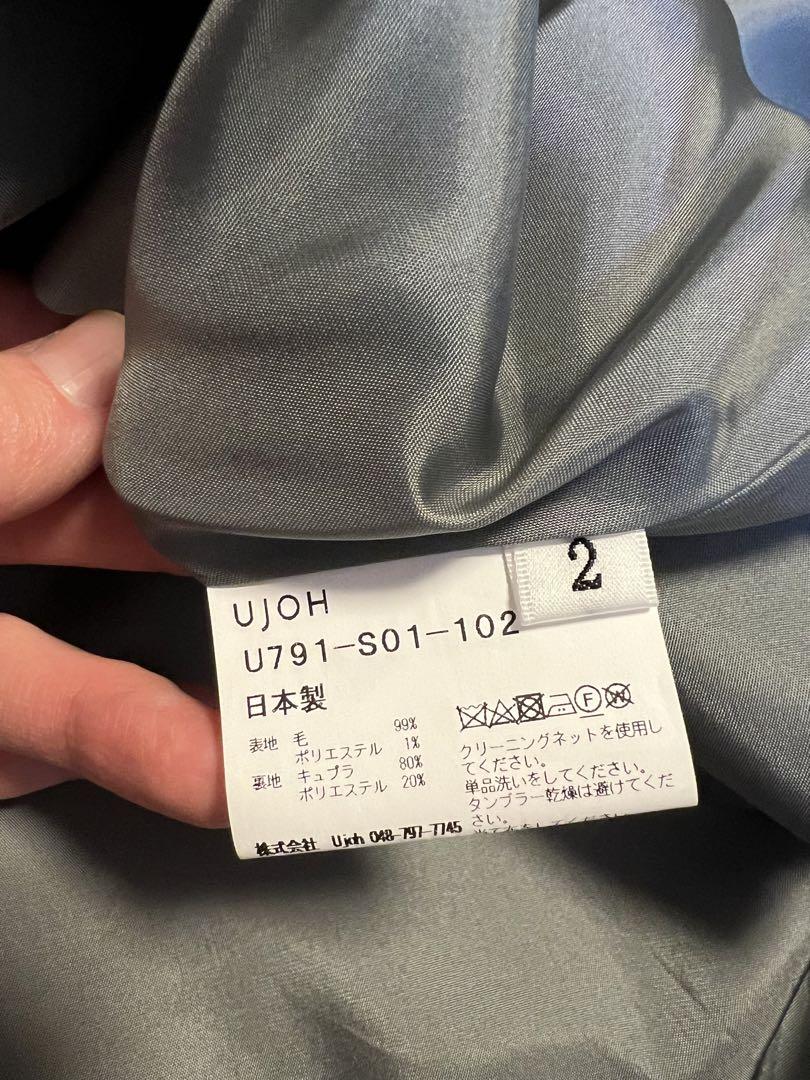 2
UJOH
U791-S01-102
日本製
表地 毛 99%
ポリエステル 1%
裏地 キュプラ 80%
ポリエステル 20%
F
W
クリーニングネットを使用し
てください。
単品洗いをしてください。
タンブラー乾燥は避けてくだ
さい。
株式会社 Ujoh 048-797-7745